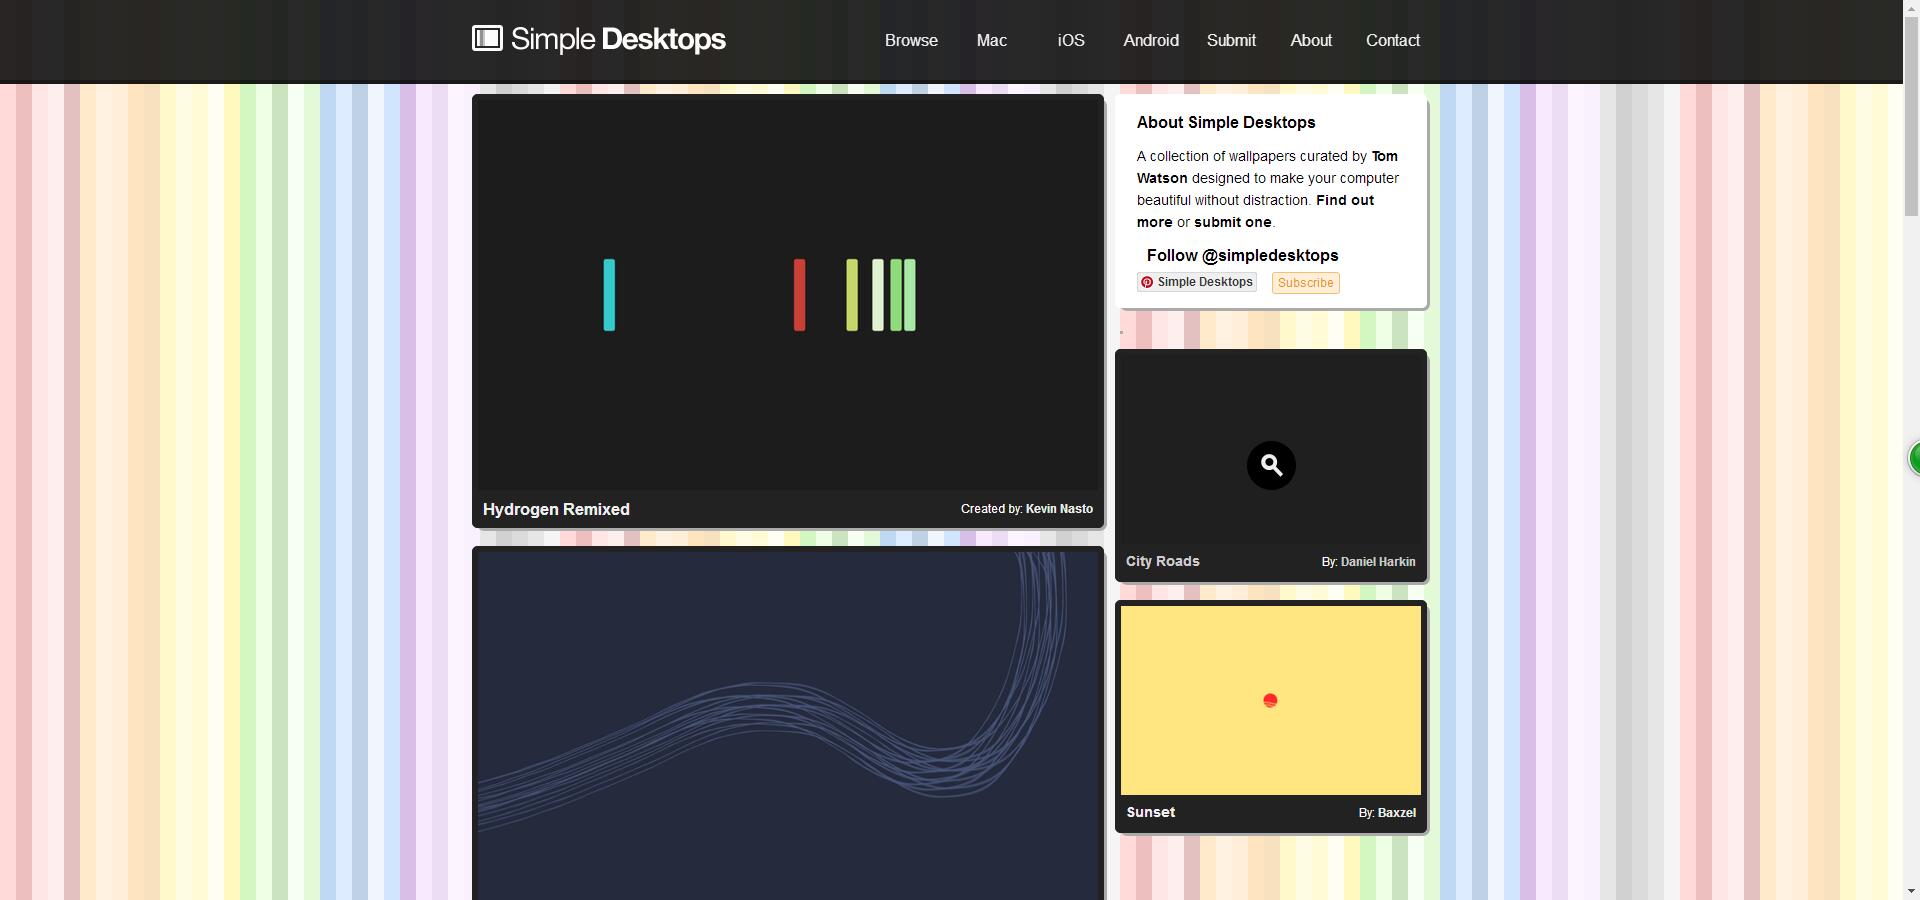 Simple Desktops
Browse
Mac
iOS
Android
Submit
About
Contact
Hydrogen Remixed
Created by: Kevin Nasto
About Simple Desktops
A collection of wallpapers curated by Tom
Watson designed to make your computer
beautiful without distraction. Find out
more or submit one.
Follow @simpledesktops
Simple Desktops
Subscribe
City Roads
By: Daniel Harkin
Sunset
By: Baxzel